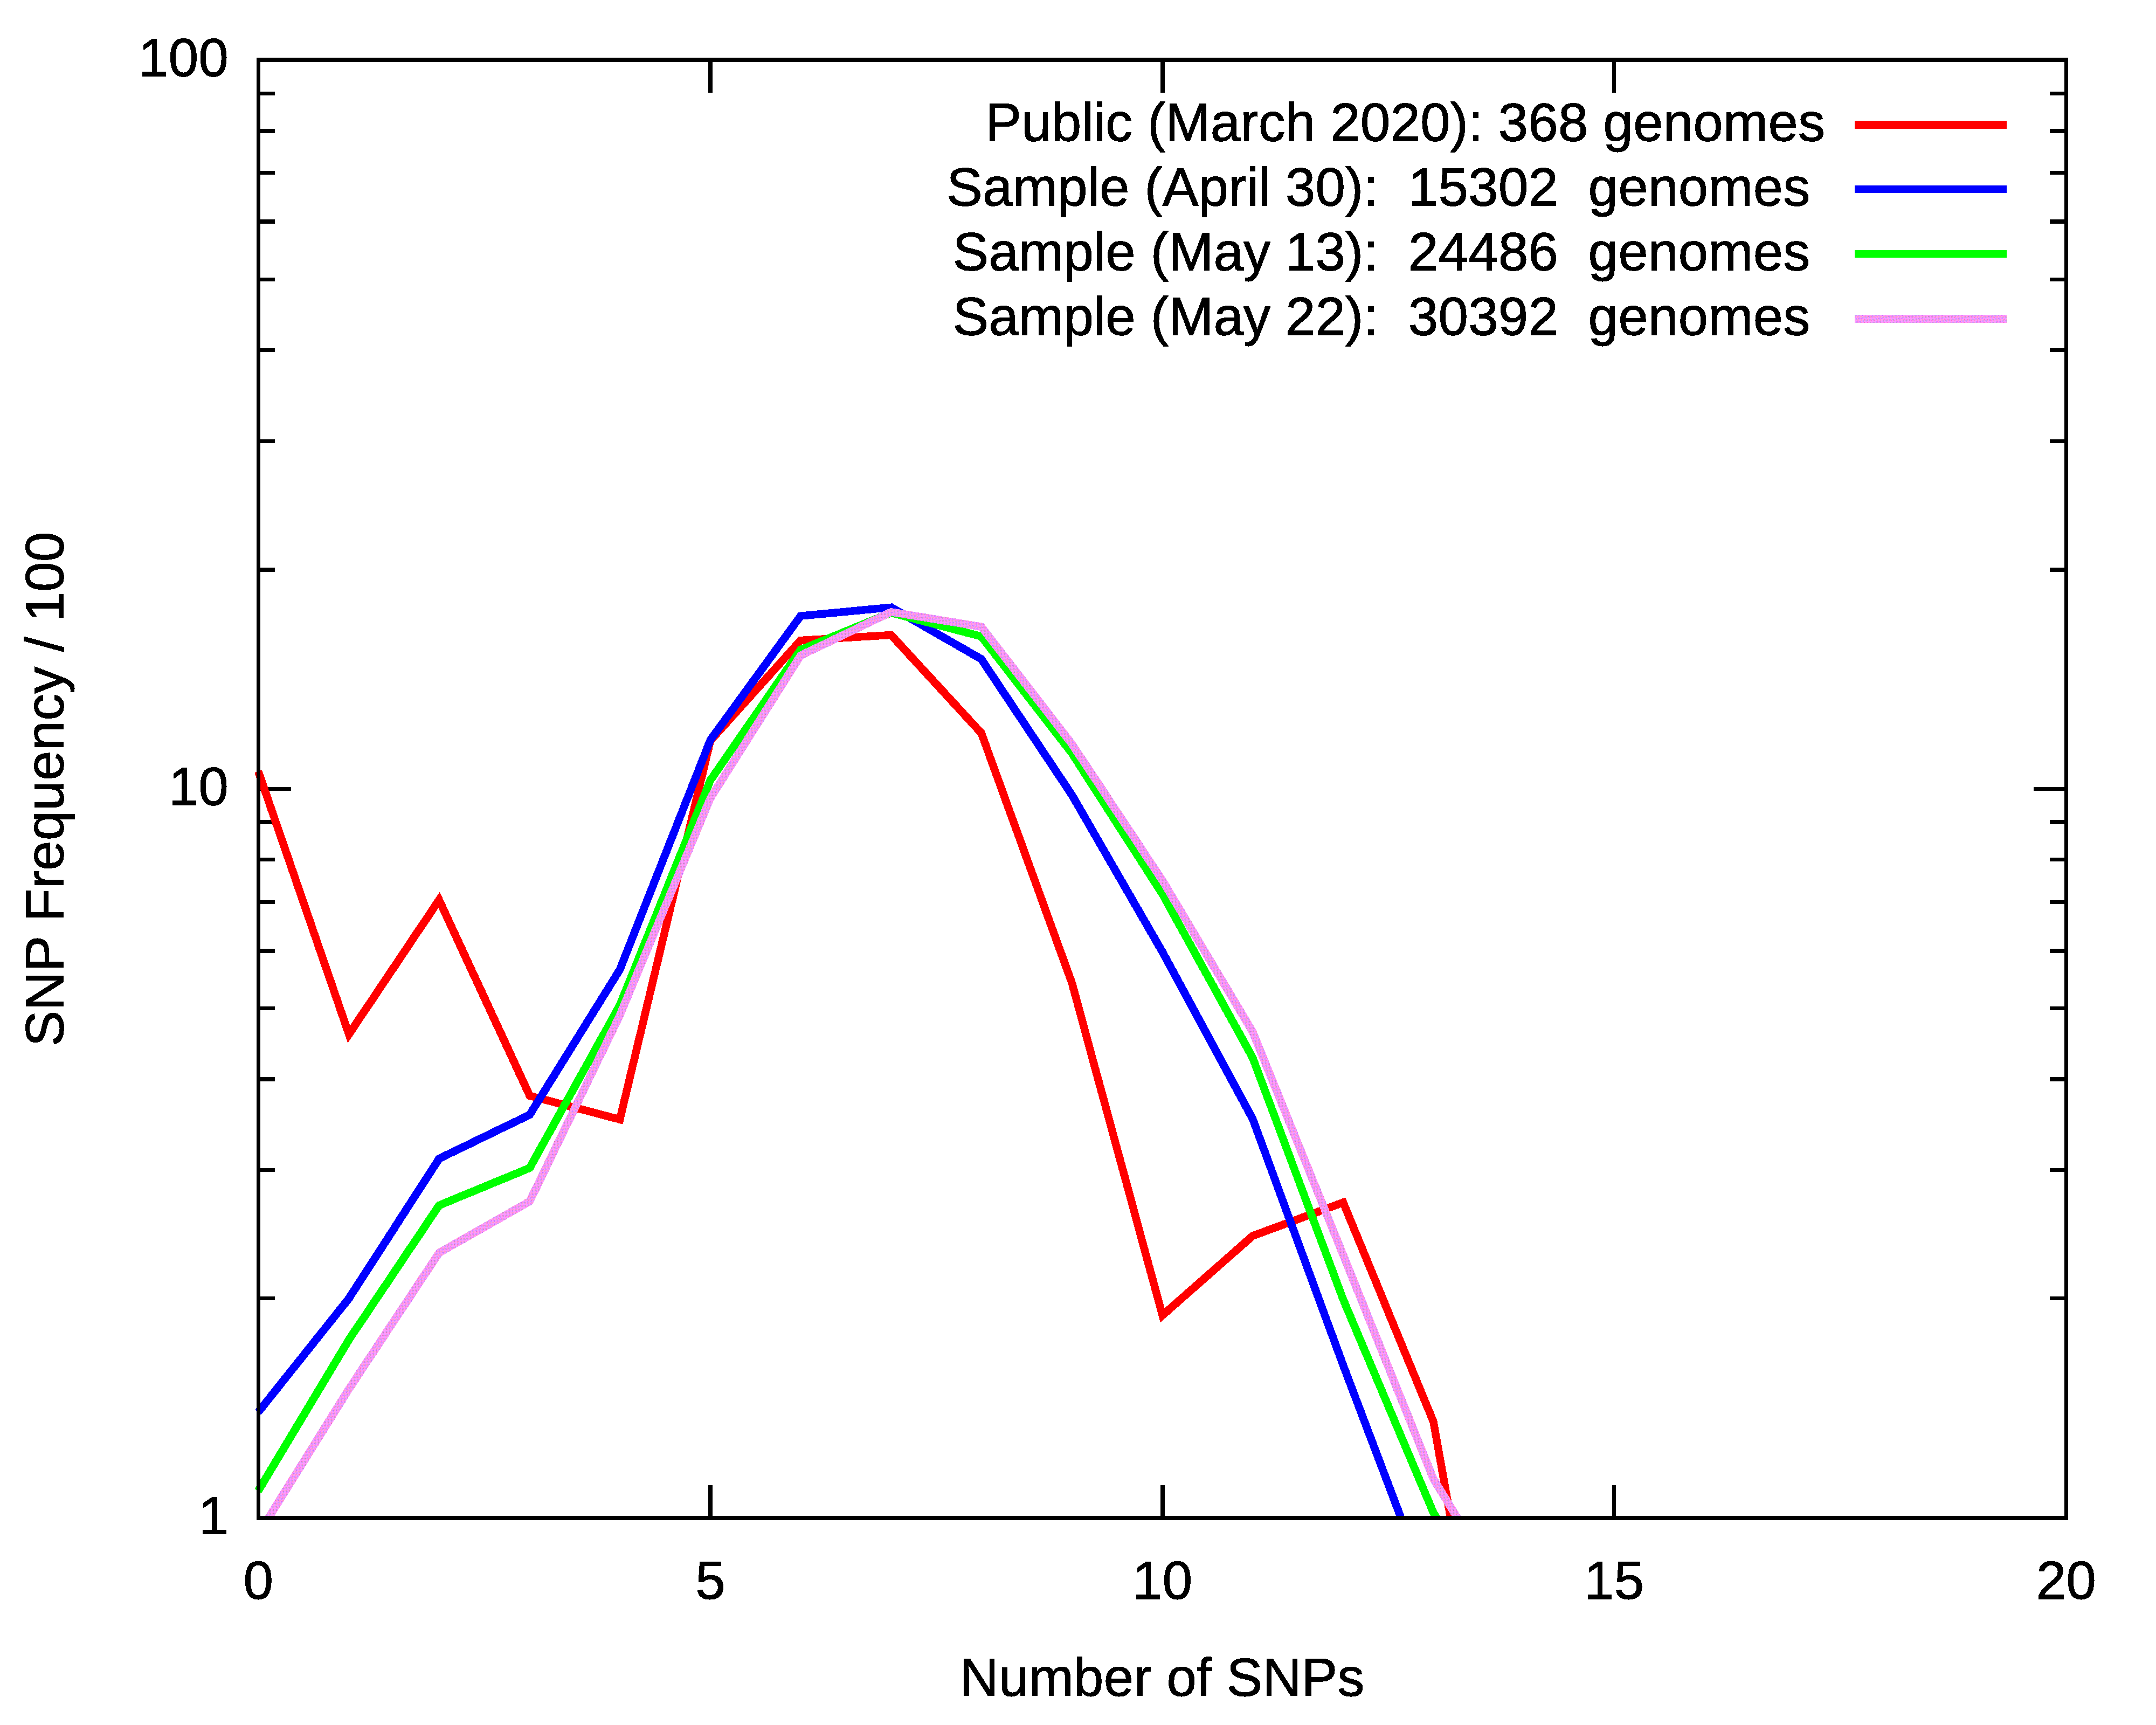 100
Public (March 2020): 368 genomes
Sample (April 30):  15302  genomes
Sample (May 13):  24486  genomes
Sample (May 22):  30392  genomes
SNP Frequency / 100
10
1
0 5 10 15 20
Number of SNPs